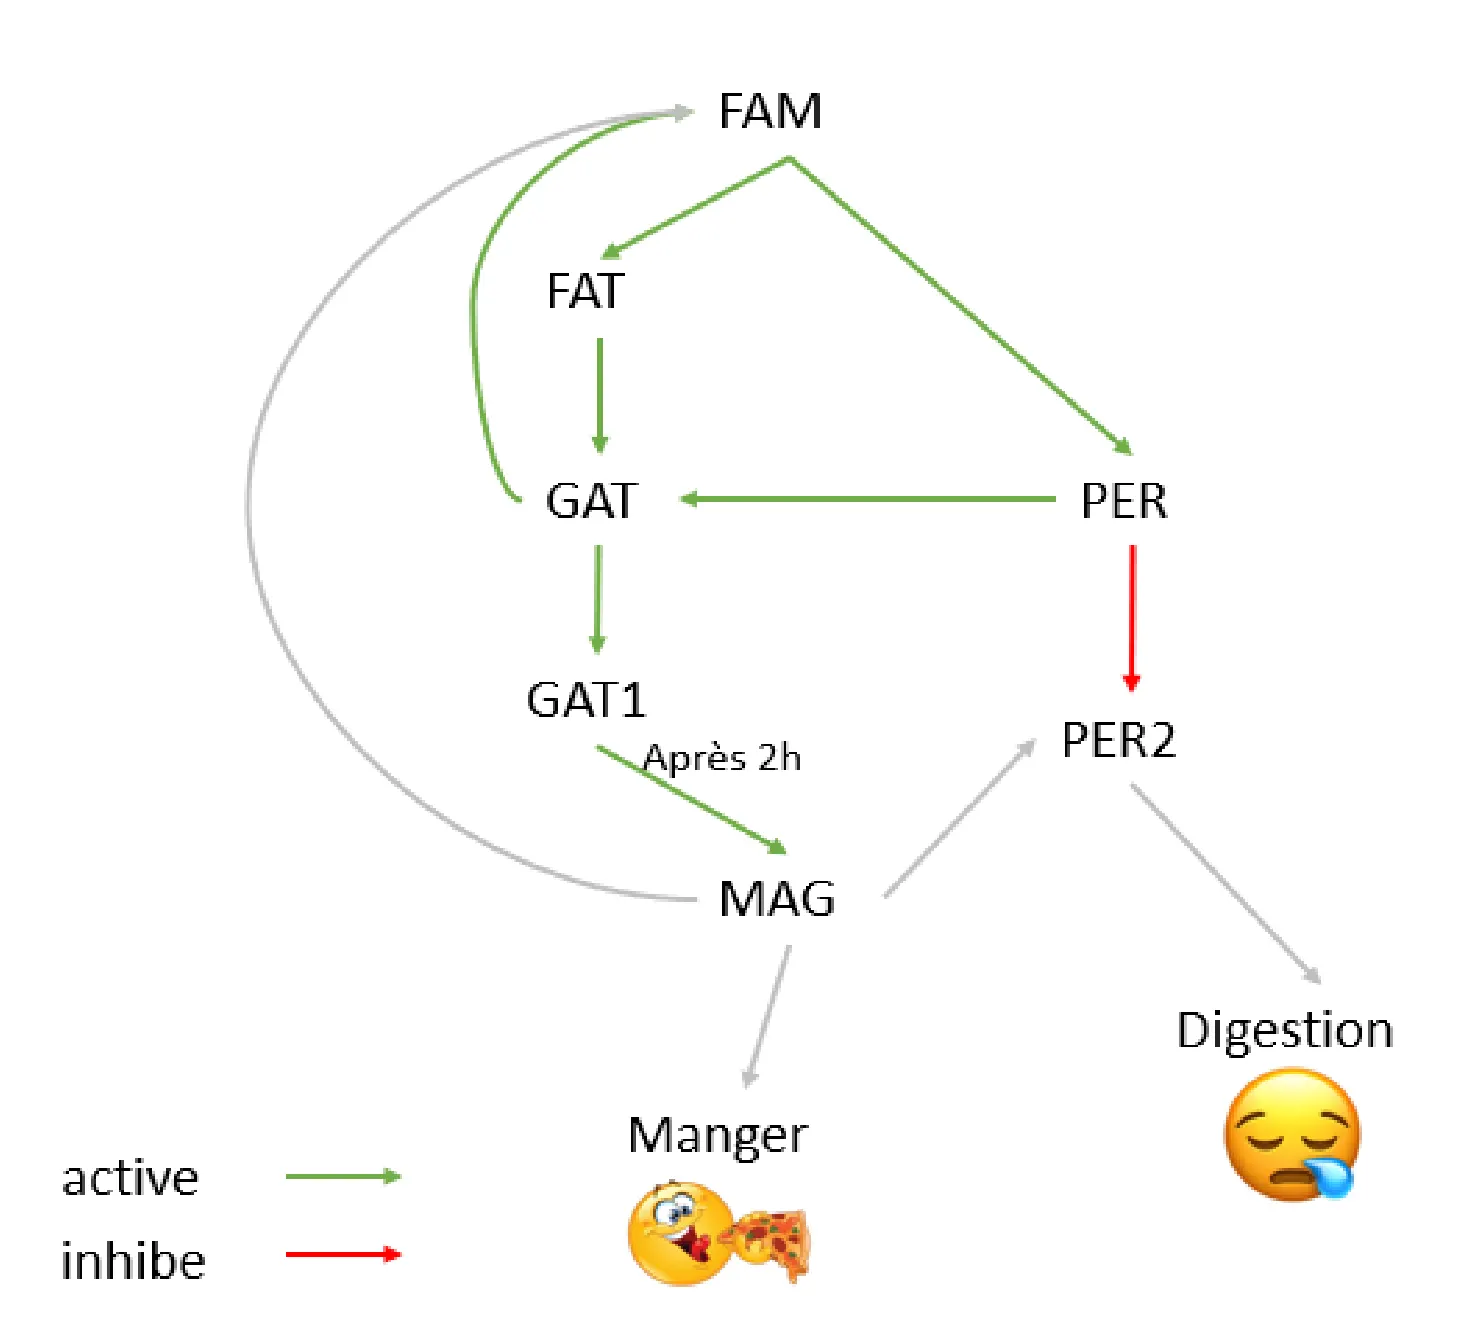 FAM
FAT
GAT
PER
GAT1
Après 2h
PER2
MAG
Digestion
Manger
active
inhibe